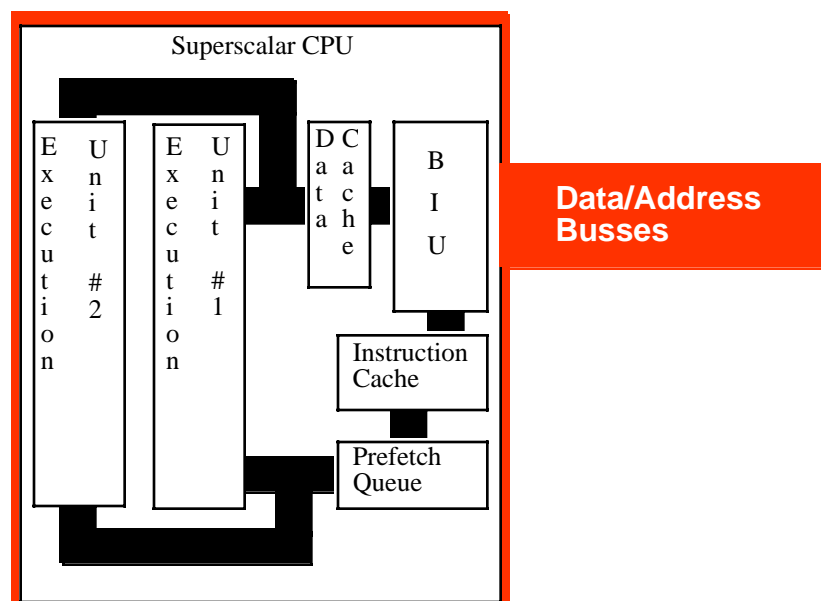 Superscalar CPU
Execution
Unit #2
Execution
Unit #1
Data
Cache
BIU
Data/Address
Busses
Instruction
Cache
Prefetch
Queue